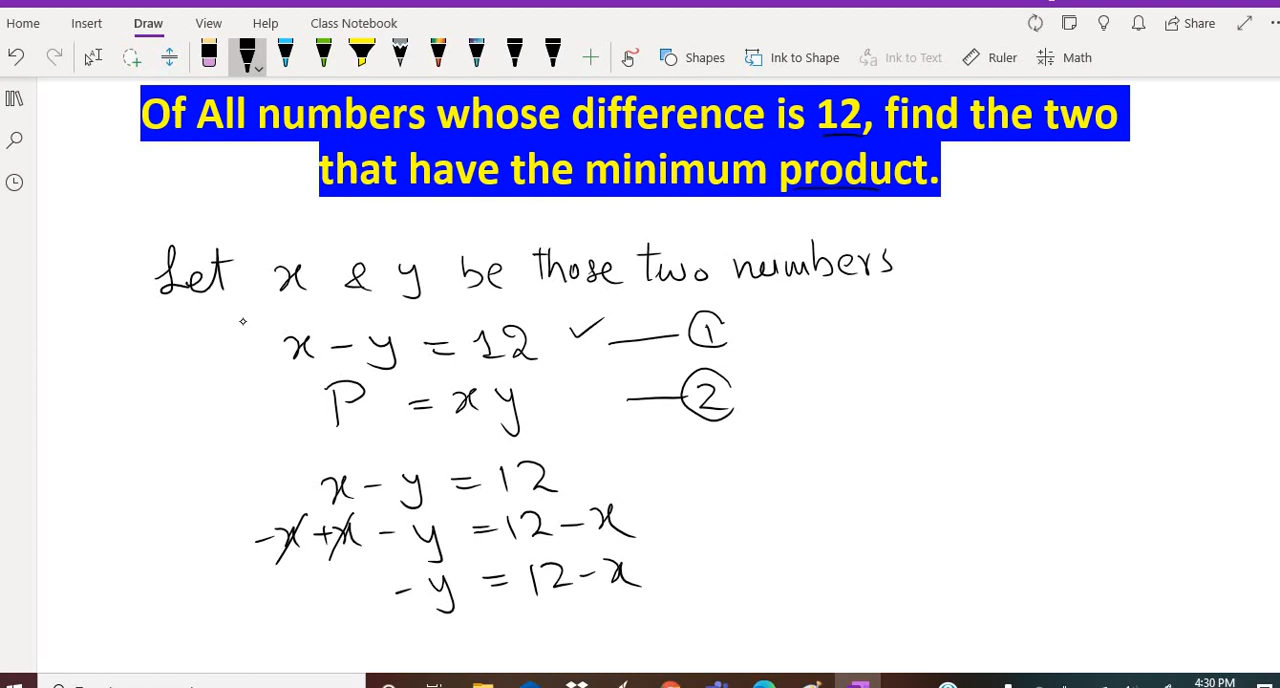 Home Insert Draw View Help Class Notebook Share
Shapes Ink to Shape Ink to Text Ruler Math
Of All numbers whose difference is 12, find the two
that have the minimum product.
Let x & y be those two numbers
x - y = 12 ✓ — ①
P = xy — ②
x - y = 12
-x + x - y = 12 - x
- y = 12 - x
4:30 PM